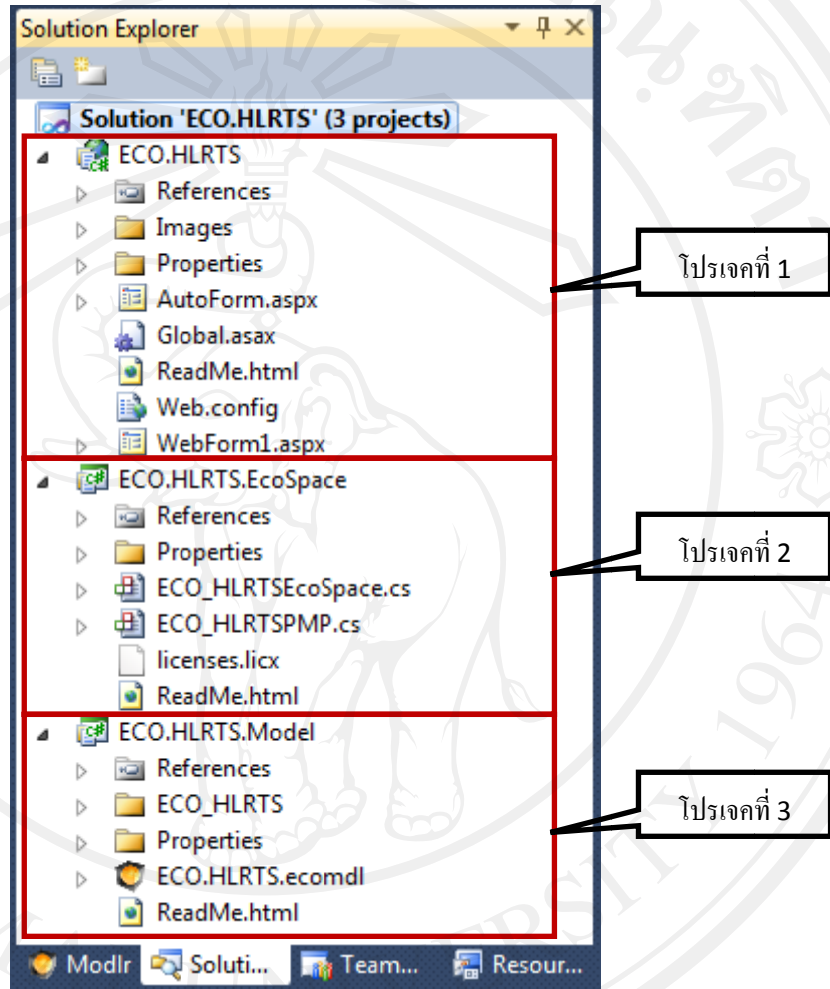 Solution Explorer
Solution 'ECO.HLRTS' (3 projects)
ECO.HLRTS
References
Images
Properties
AutoForm.aspx
Global.asax
ReadMe.html
Web.config
WebForm1.aspx
โปรเจคที่ 1
ECO.HLRTS.EcoSpace
References
Properties
ECO_HLRTSEcoSpace.cs
ECO_HLRTSPMP.cs
licenses.licx
ReadMe.html
โปรเจคที่ 2
ECO.HLRTS.Model
References
ECO_HLRTS
Properties
ECO.HLRTS.ecomdl
ReadMe.html
โปรเจคที่ 3
Modlr
Soluti...
Team...
Resour...